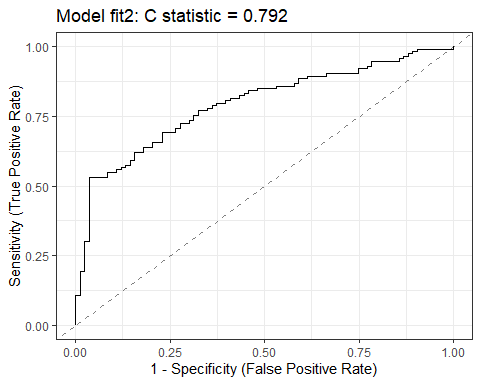 Model fit2: C statistic = 0.792
1.00
0.75
0.50
0.25
0.00
Sensitivity (True Positive Rate)
0.00 0.25 0.50 0.75 1.00
1 - Specificity (False Positive Rate)